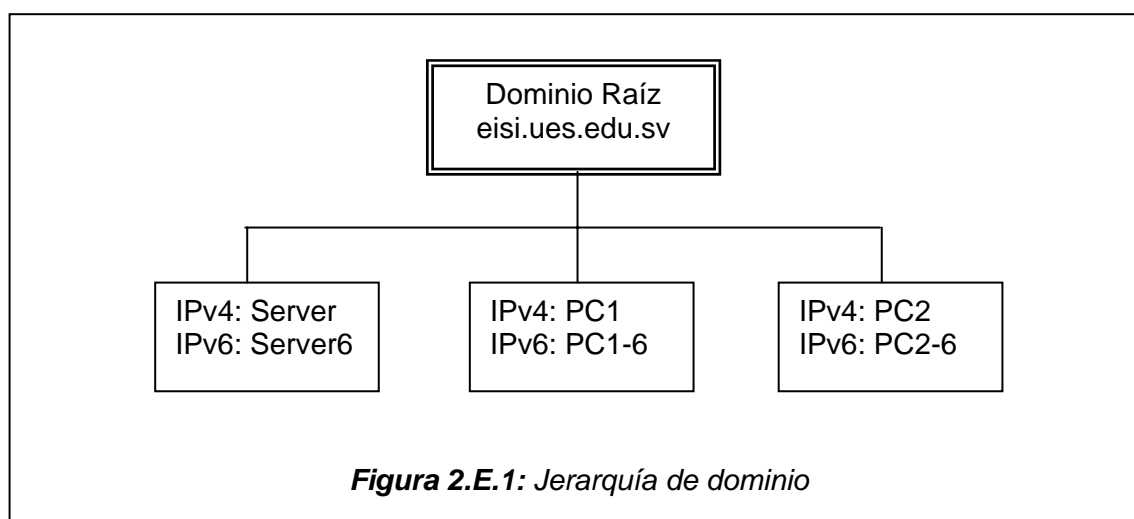 Dominio Raíz
eisi.ues.edu.sv
IPv4: Server
IPv6: Server6
IPv4: PC1
IPv6: PC1-6
IPv4: PC2
IPv6: PC2-6
Figura 2.E.1: Jerarquía de dominio